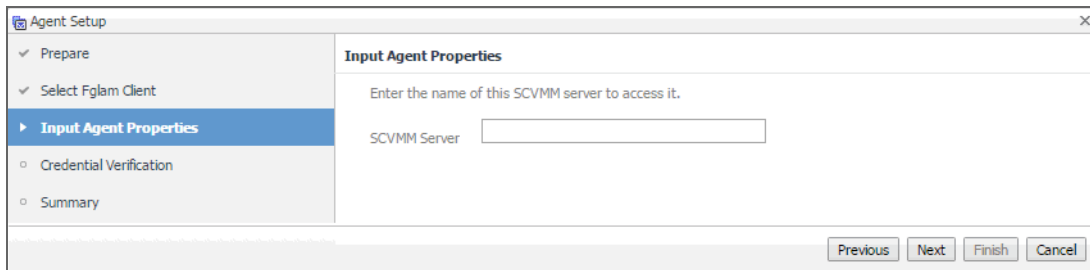 Agent Setup
Prepare
Select Fglam Client
Input Agent Properties
Credential Verification
Summary
Input Agent Properties
Enter the name of this SCVMM server to access it.
SCVMM Server
Previous Next Finish Cancel